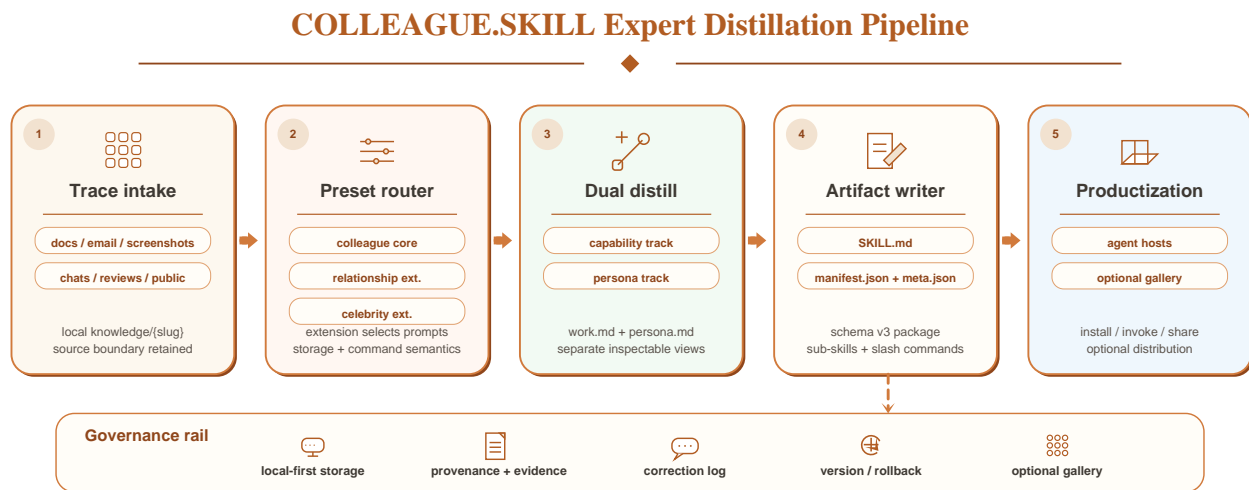 COLLEAGUE.SKILL Expert Distillation Pipeline
1
Trace intake
docs / email / screenshots
chats / reviews / public
local knowledge/{slug}
source boundary retained
2
Preset router
colleague core
relationship ext.
celebrity ext.
extension selects prompts
storage + command semantics
3
Dual distill
capability track
persona track
work.md + persona.md
separate inspectable views
4
Artifact writer
SKILL.md
manifest.json + meta.json
schema v3 package
sub-skills + slash commands
5
Productization
agent hosts
optional gallery
install / invoke / share
optional distribution
Governance rail
local-first storage
provenance + evidence
correction log
version / rollback
optional gallery